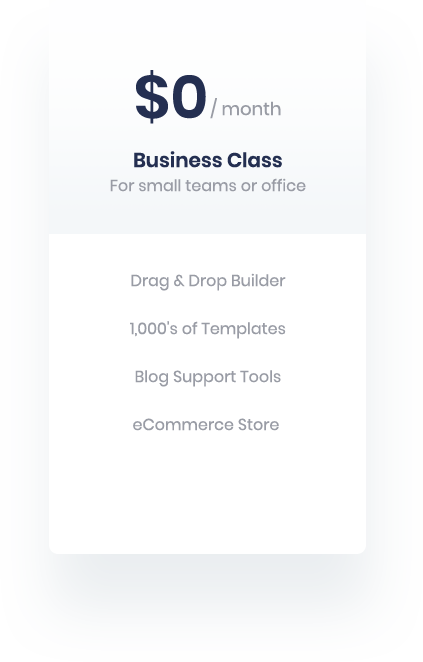 $0/ month
Business Class
For small teams or office
Drag & Drop Builder
1,000's of Templates
Blog Support Tools
eCommerce Store